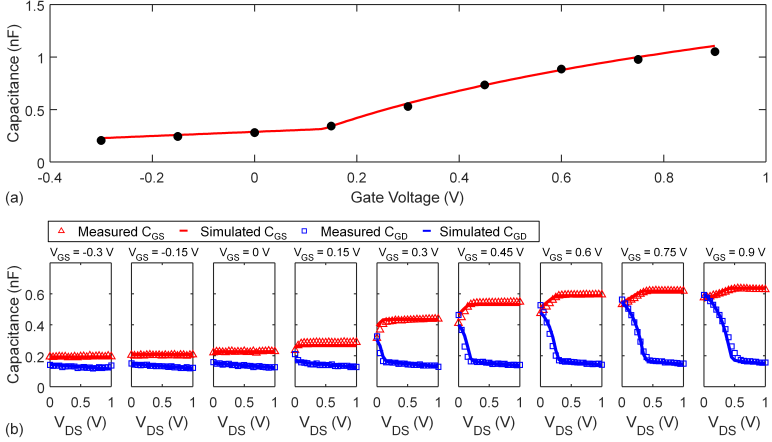 (a)
Capacitance (nF)
1.5
1
0.5
0
-0.4 -0.2 0 0.2 0.4 0.6 0.8 1
Gate Voltage (V)
Measured C_GS Simulated C_GS Measured C_GD Simulated C_GD
V_GS = -0.3 V V_GS = -0.15 V V_GS = 0 V V_GS = 0.15 V V_GS = 0.3 V V_GS = 0.45 V V_GS = 0.6 V V_GS = 0.75 V V_GS = 0.9 V
Capacitance (nF)
0.6
0.4
0.2
0
0 0.5 1 0 0.5 1 0 0.5 1 0 0.5 1 0 0.5 1 0 0.5 1 0 0.5 1 0 0.5 1 0 0.5 1
V_DS (V) V_DS (V) V_DS (V) V_DS (V) V_DS (V) V_DS (V) V_DS (V) V_DS (V) V_DS (V)
(b)